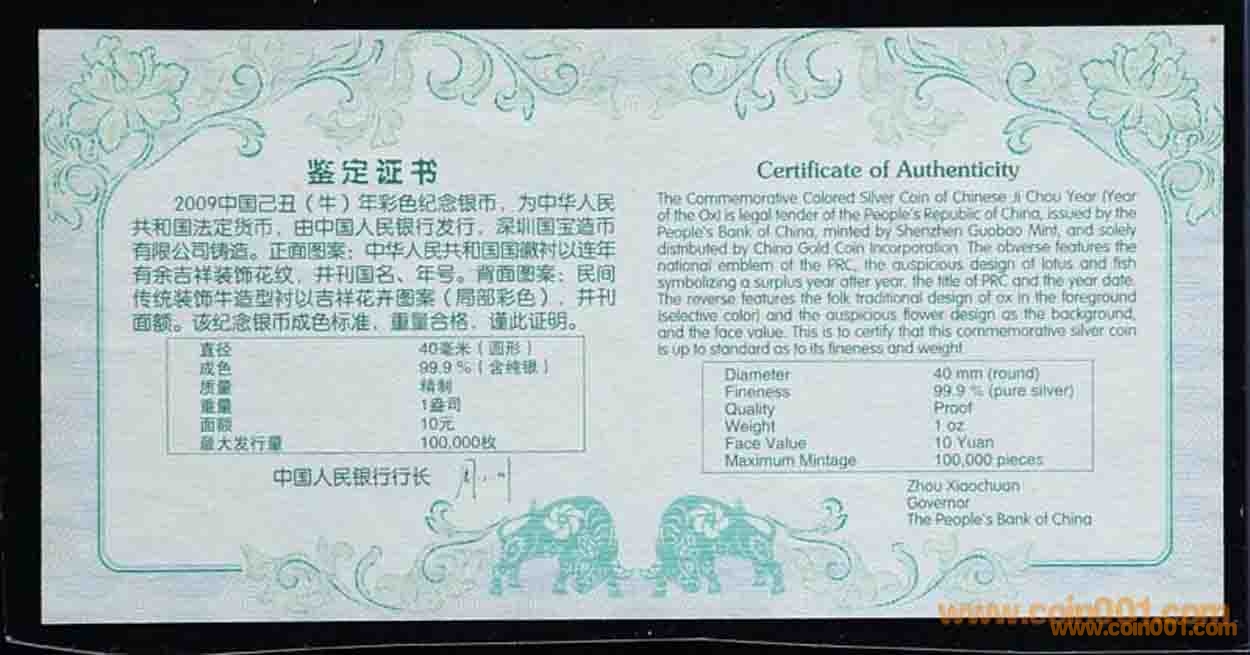 鉴定证书
2009中国己丑（牛）年彩色纪念银币，为中华人民
共和国法定货币，由中国人民银行发行，深圳国宝造币
有限公司铸造。正面图案：中华人民共和国国徽衬以连年
有余吉祥装饰花纹，并刊国名、年号。背面图案：民间
传统装饰牛造型衬以吉祥花卉图案（局部彩色），并刊
面额。该纪念银币成色标准，重量合格，谨此证明。
直径 40毫米（圆形）
成色 99.9%（含纯银）
质量 精制
重量 1盎司
面额 10元
最大发行量 100,000枚
中国人民银行行长
Certificate of Authenticity
The Commemorative Colored Silver Coin of Chinese Ji Chou Year (Year
of the Ox) is legal tender of the People's Republic of China, issued by the
People's Bank of China, minted by Shenzhen Guobao Mint, and solely
distributed by China Gold Coin Incorporation. The obverse features the
national emblem of the PRC, the auspicious design of lotus and fish
symbolizing a surplus year after year, the title of PRC and the year date.
The reverse features the folk traditional design of ox in the foreground
(selective color) and the auspicious flower design as the background,
and the face value. This is to certify that this commemorative silver coin
is up to standard as to its fineness and weight.
Diameter 40 mm (round)
Fineness 99.9 % (pure silver)
Quality Proof
Weight 1 oz
Face Value 10 Yuan
Maximum Mintage 100,000 pieces
Zhou Xiaochuan
Governor
The People's Bank of China
www.coin001.com
www.coin001.com